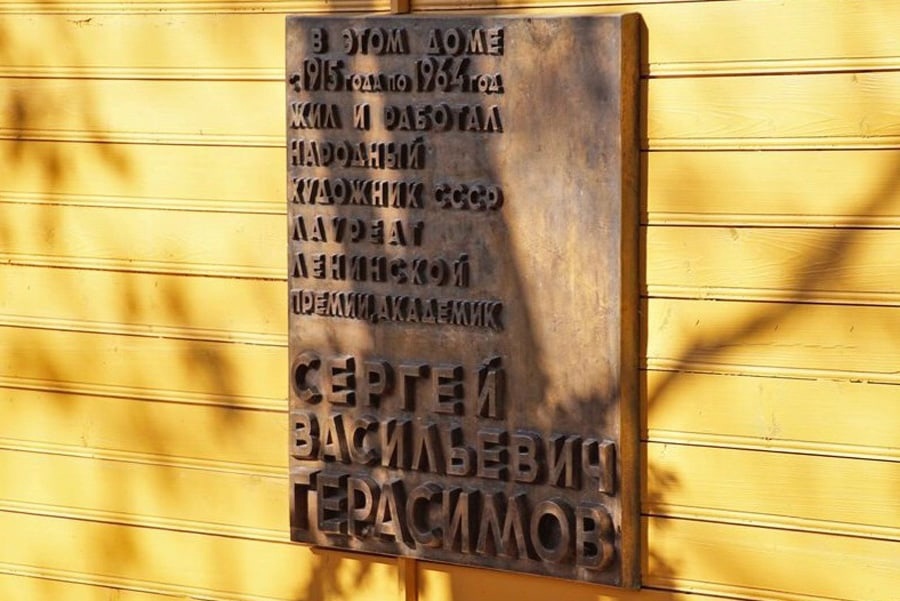 В ЭТОМ ДОМЕ
с 1915 года по 1964 год
ЖИЛ И РАБОТАЛ
НАРОДНЫЙ
ХУДОЖНИК СССР
ЛАУРЕАТ
ЛЕНИНСКОЙ
ПРЕМИИ, АКАДЕМИК
СЕРГЕЙ
ВАСИЛЬЕВИЧ
ГЕРАСИМОВ